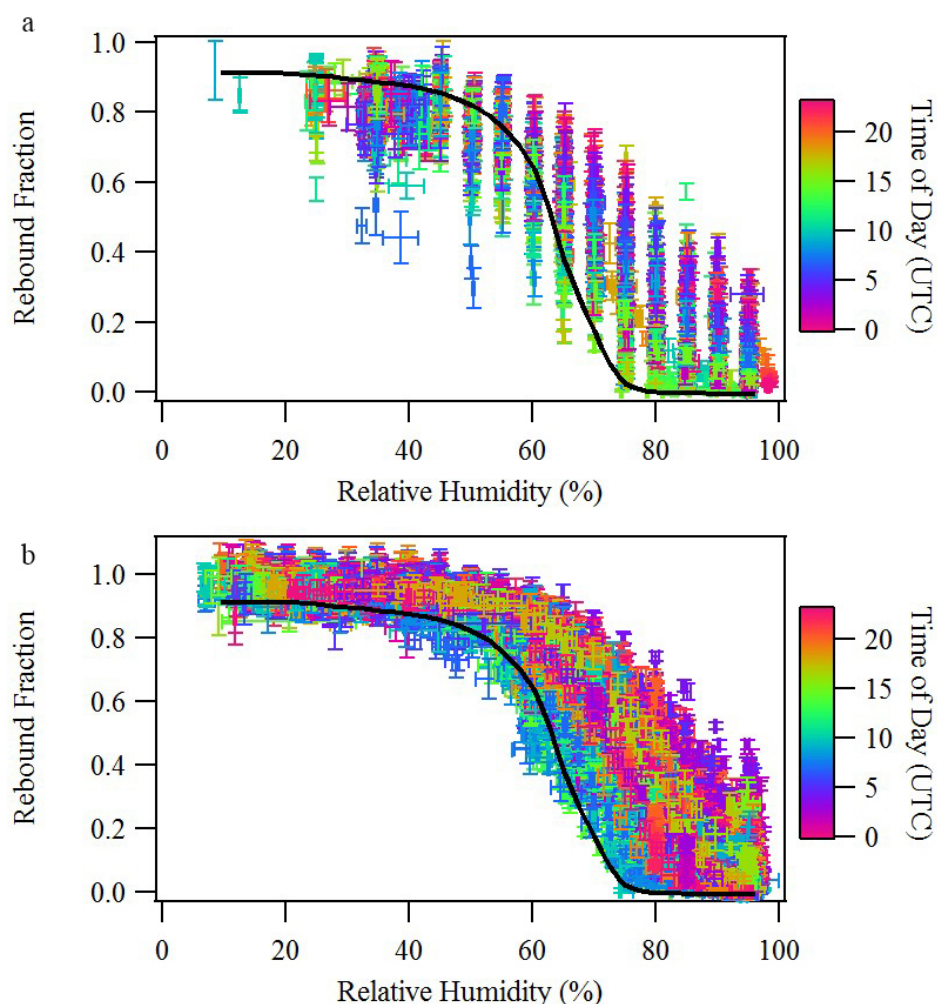 a
1.0
0.8
0.6
0.4
0.2
0.0
Rebound Fraction
0 20 40 60 80 100
Relative Humidity (%)
20
15
10
5
0
Time of Day (UTC)
b
1.0
0.8
0.6
0.4
0.2
0.0
Rebound Fraction
0 20 40 60 80 100
Relative Humidity (%)
20
15
10
5
0
Time of Day (UTC)